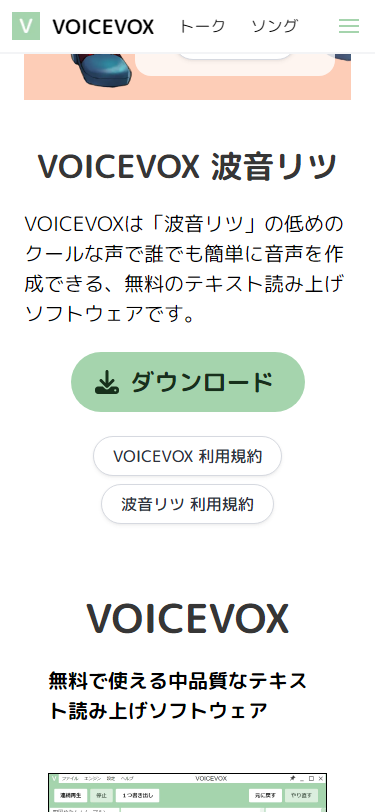 V VOICEVOX トーク ソング
VOICEVOX 波音リツ
VOICEVOXは「波音リツ」の低めの
クールな声で誰でも簡単に音声を作
成できる、無料のテキスト読み上げ
ソフトウェアです。
ダウンロード
VOICEVOX 利用規約
波音リツ 利用規約
VOICEVOX
無料で使える中品質なテキス
ト読み上げソフトウェア
V ファイル エンジン 設定 ヘルプ VOICEVOX
連続再生 停止 1つ書き出し 元に戻す やり直す